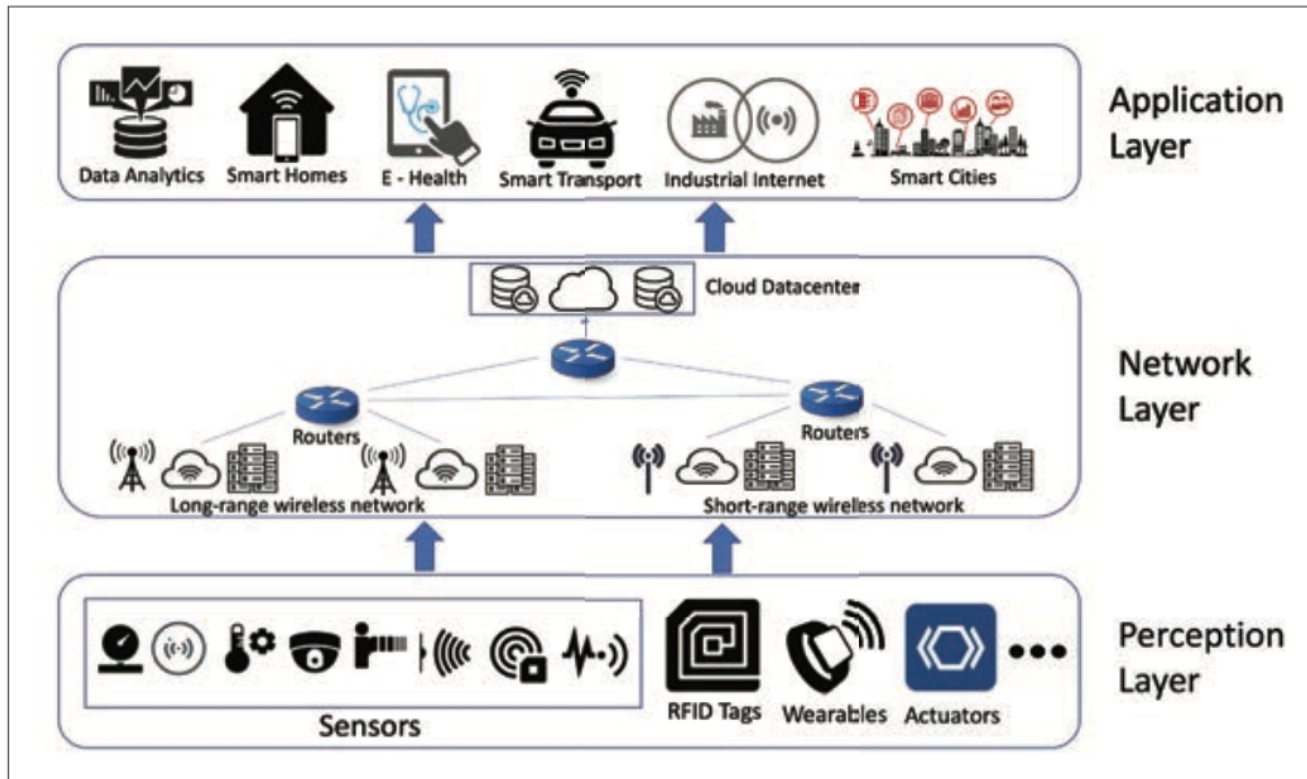 Data Analytics
Smart Homes
E - Health
Smart Transport
Industrial Internet
Smart Cities
Application
Layer
Cloud Datacenter
Routers
Routers
Long-range wireless network
Short-range wireless network
Network
Layer
Sensors
RFID Tags
Wearables
Actuators
Perception
Layer